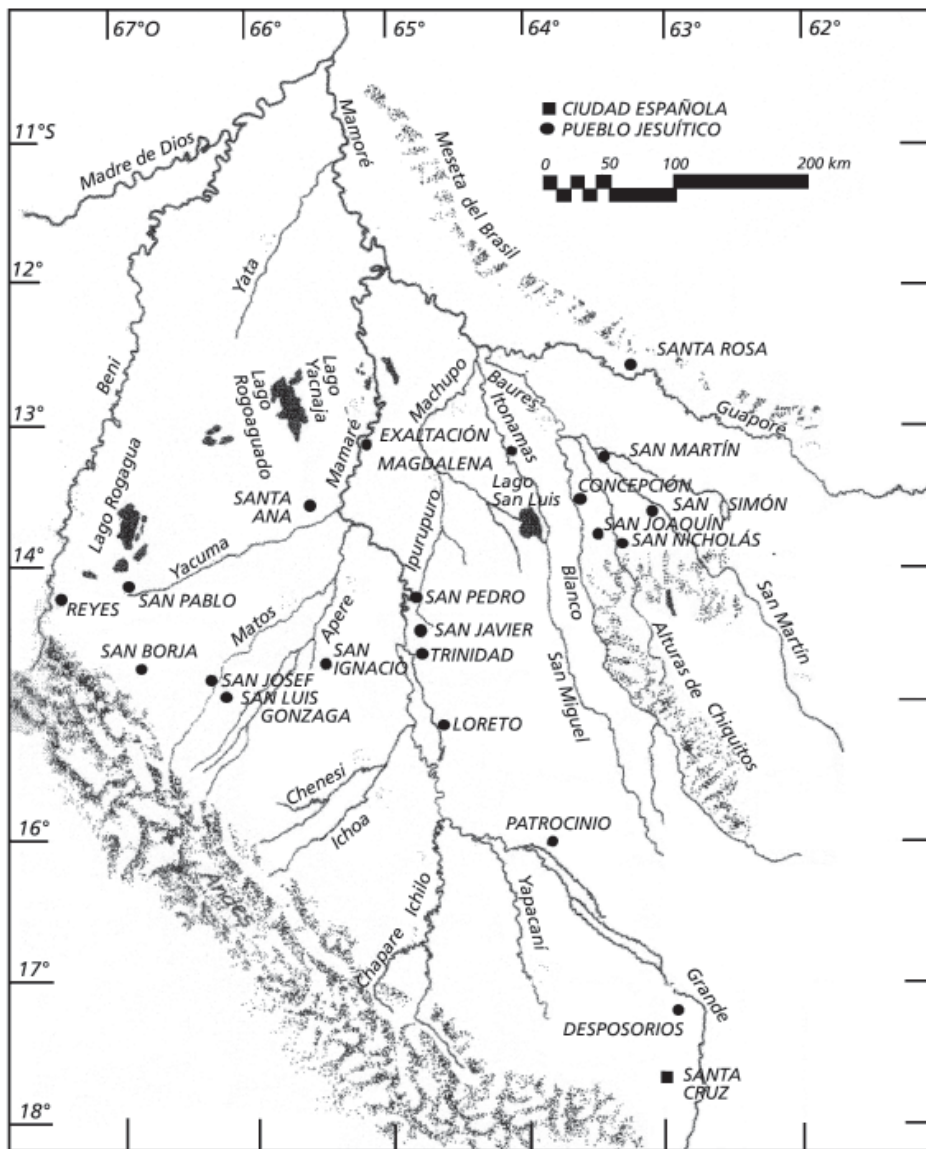 67°O 66° 65° 64° 63° 62°
CIUDAD ESPAÑOLA
PUEBLO JESUÍTICO
0 50 50 100 200 km
11°S
Madre de Dios
Mamoré
Meseta del Brasil
Yata
12°
Beni
SANTA ROSA
Guaporé
Lago
Yacnaja
Lago
Rogoaguado
Machupo
Baures
Itonamas
13°
Mamaré
EXALTACIÓN
MAGDALENA
SAN MARTÍN
Lago Rogagua
SANTA
ANA
Lago
San Luis
CONCEPCIÓN
SAN SIMÓN
SAN JOAQUÍN
SAN NICHOLÁS
Ipurupuro
14°
Yacuma
REYES
SAN PABLO
Matos
Apere
SAN PEDRO
Blanco
San Martín
SAN JAVIER
SAN BORJA
SAN
IGNACIO
TRINIDAD
Alturas de Chiquitos
SAN JOSEF
SAN LUIS
GONZAGA
San Miguel
LORETO
Chenesi
Ichoa
16°
PATROCINIO
Andes
Ichilo
Yapacaní
Chapare
17°
Grande
DESPOSORIOS
SANTA
CRUZ
18°